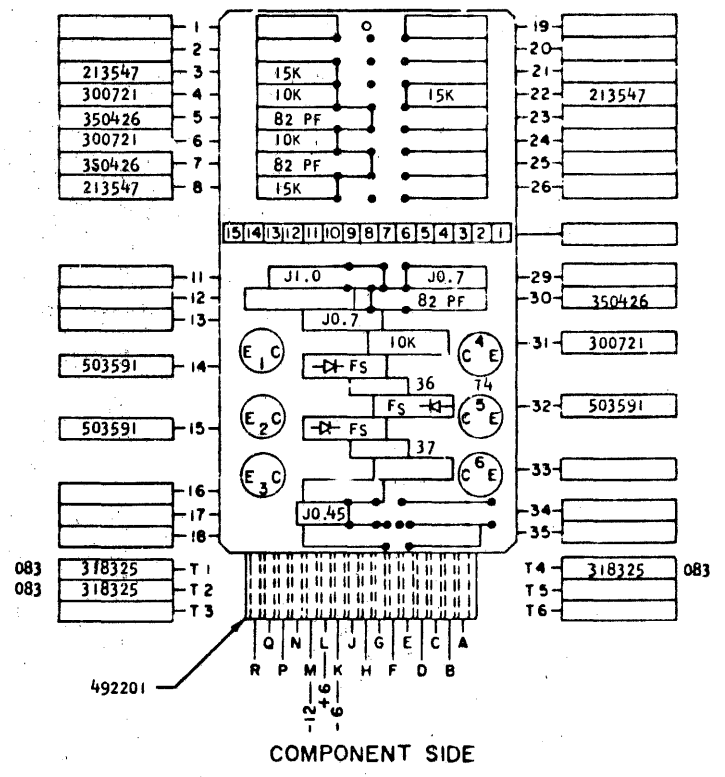 1 19
2 20
213547 3 15K 21
300721 4 10K 15K 22 213547
350426 5 82 PF 23
300721 6 10K 24
350426 7 82 PF 25
213547 8 15K 26
15 14 13 12 11 10 9 8 7 6 5 4 3 2 1
11 J1.0 J0.7 29
12 82 PF 30 350426
13 J0.7
10K 31 300721
E 1 C C 4 E
503591 14 FS
36 74
FS 32 503591
E 2 C C 5 E
503591 15 FS
37
E 3 C C 6 E 33
16
17 J0.45 34
18 35
083 318325 T1 T4 318325 083
083 318325 T2 T5
T3 T6
Q N L J G E C A
R P M K H F D B
492201
-12 +6 -6
COMPONENT SIDE